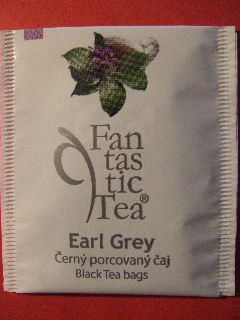 Fan
tas
tic
Tea®
Earl Grey
Černý porcovaný čaj
Black Tea bags